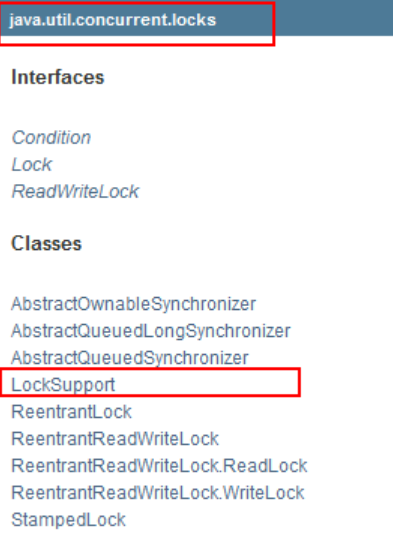 java.util.concurrent.locks
Interfaces
Condition
Lock
ReadWriteLock
Classes
AbstractOwnableSynchronizer
AbstractQueuedLongSynchronizer
AbstractQueuedSynchronizer
LockSupport
ReentrantLock
ReentrantReadWriteLock
ReentrantReadWriteLock.ReadLock
ReentrantReadWriteLock.WriteLock
StampedLock